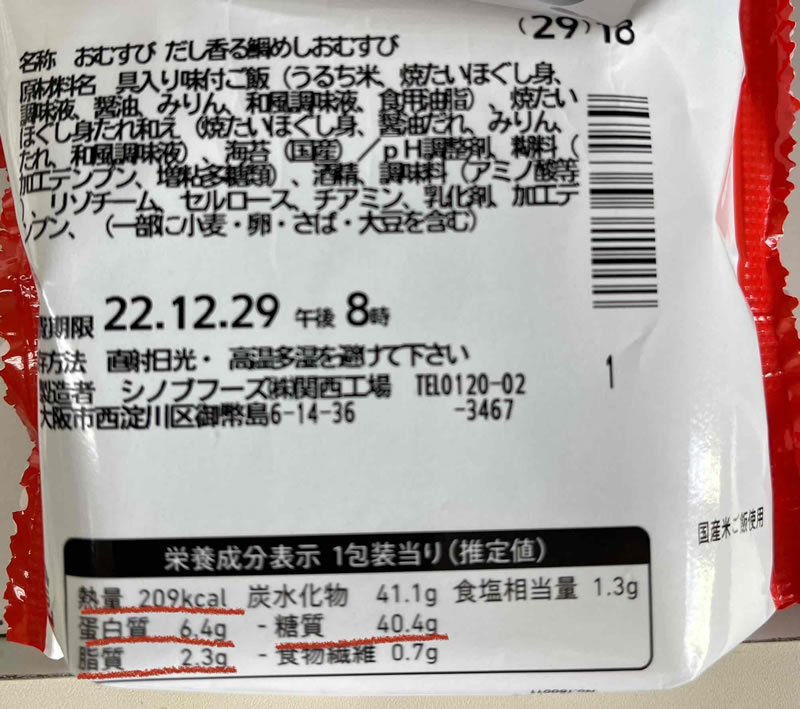 (29) 18
名称 おむすび だし香る鯛めしおむすび
原材料名 具入り味付ご飯(うるち米、焼たいほぐし身、
調味液、醤油、みりん、和風調味液、食用油脂)、焼たい
ほぐし身たれ和え(焼たいほぐし身、醤油だれ、みりん、
たれ、和風調味液)、海苔(国産)/pH調整剤、糊料(
加工デンプン、増粘多糖類)、酒精、調味料(アミノ酸等
)、リゾチーム、セルロース、チアミン、乳化剤、加工デ
ンプン、(一部に小麦・卵・さば・大豆を含む)
期限 22.12.29 午後 8時
存方法 直射日光・高温多湿を避けて下さい
製造者 シノブフーズ㈱関西工場 TEL0120-02
大阪市西淀川区御幣島6-14-36 -3467
1
国産米ご飯使用
栄養成分表示 1包装当り(推定値)
熱量 209kcal 炭水化物 41.1g 食塩相当量 1.3g
蛋白質 6.4g -糖質 40.4g
脂質 2.3g -食物繊維 0.7g